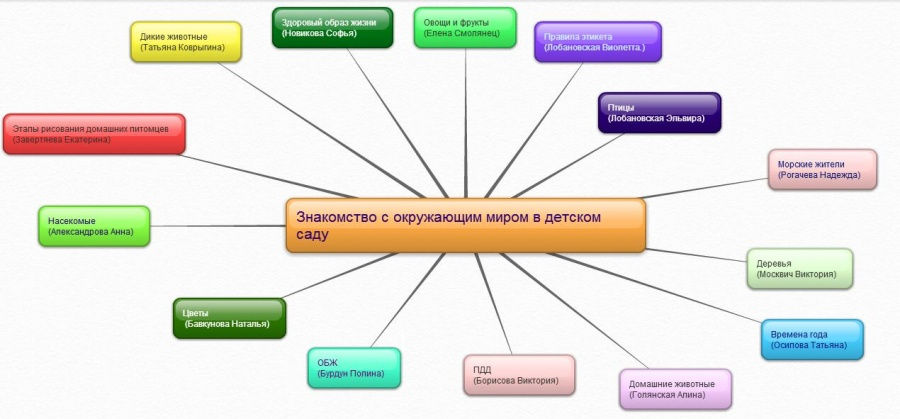 Здоровый образ жизни
(Новикова Софья)
Овощи и фрукты
(Елена Смолянец)
Дикие животные
(Татьяна Коврыгина)
Правила этикета
(Лобановская Виолетта.)
Птицы
(Лобановская Эльвира)
Этапы рисования домашних питомцев
(Завертяева Екатерина)
Морские жители
(Рогачева Надежда)
Насекомые
(Александрова Анна)
Знакомство с окружающим миром в детском
саду
Деревья
(Москвич Виктория)
Цветы
(Бавкунова Наталья)
Времена года
(Осипова Татьяна)
ОБЖ
(Бурдун Полина)
ПДД
(Борисова Виктория)
Домашние животные
(Голянская Алина)